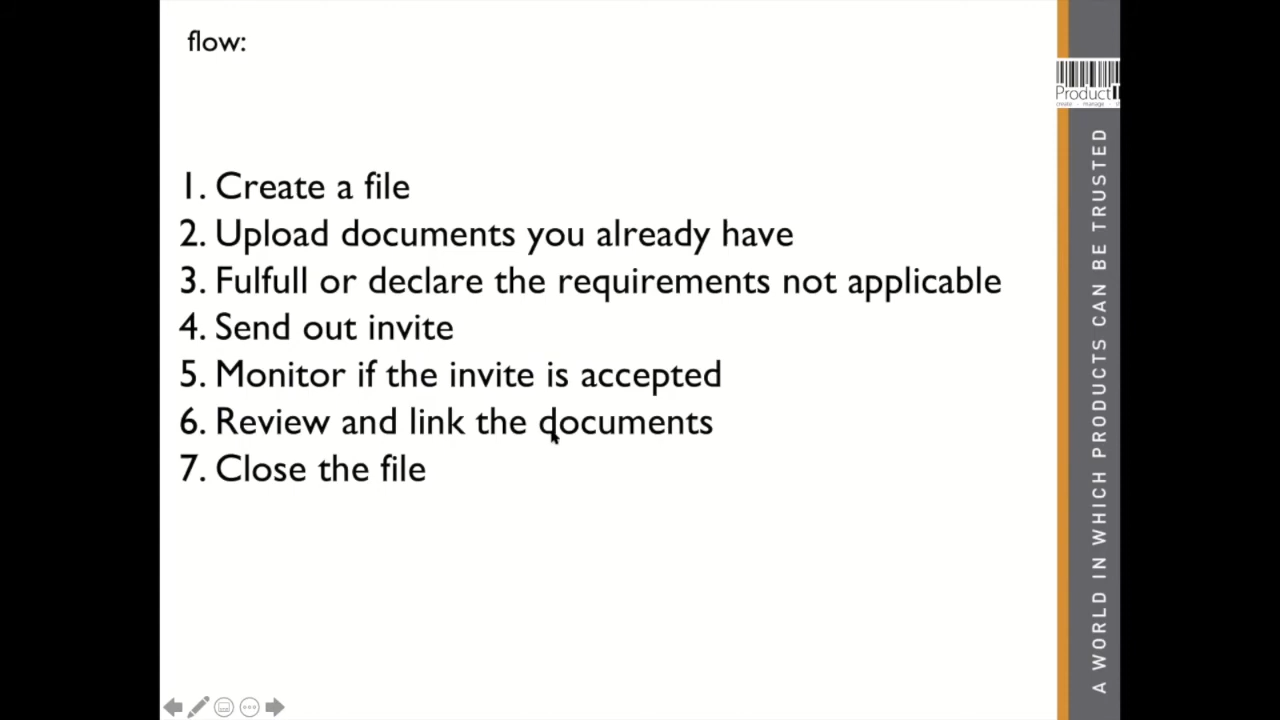 flow:
1. Create a file
2. Upload documents you already have
3. Fulfull or declare the requirements not applicable
4. Send out invite
5. Monitor if the invite is accepted
6. Review and link the documents
7. Close the file
Product
create · manage ·
A WORLD IN WHICH PRODUCTS CAN BE TRUSTED